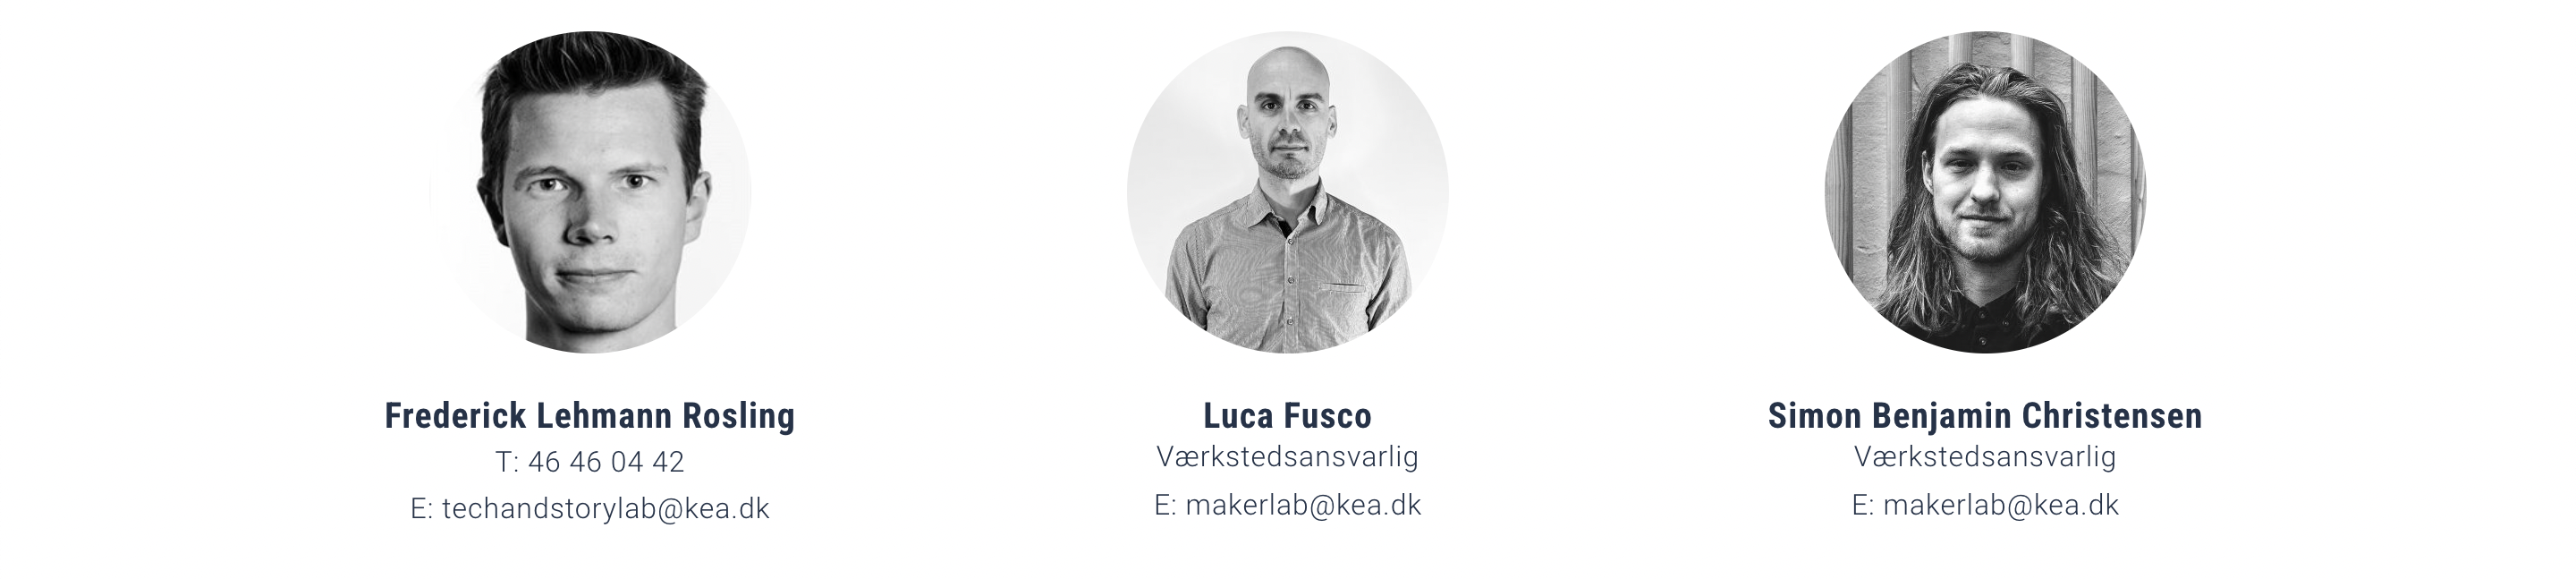 Frederick Lehmann Rosling
T: 46 46 04 42
E: techandstorylab@kea.dk
Luca Fusco
Værkstedsansvarlig
E: makerlab@kea.dk
Simon Benjamin Christensen
Værkstedsansvarlig
E: makerlab@kea.dk